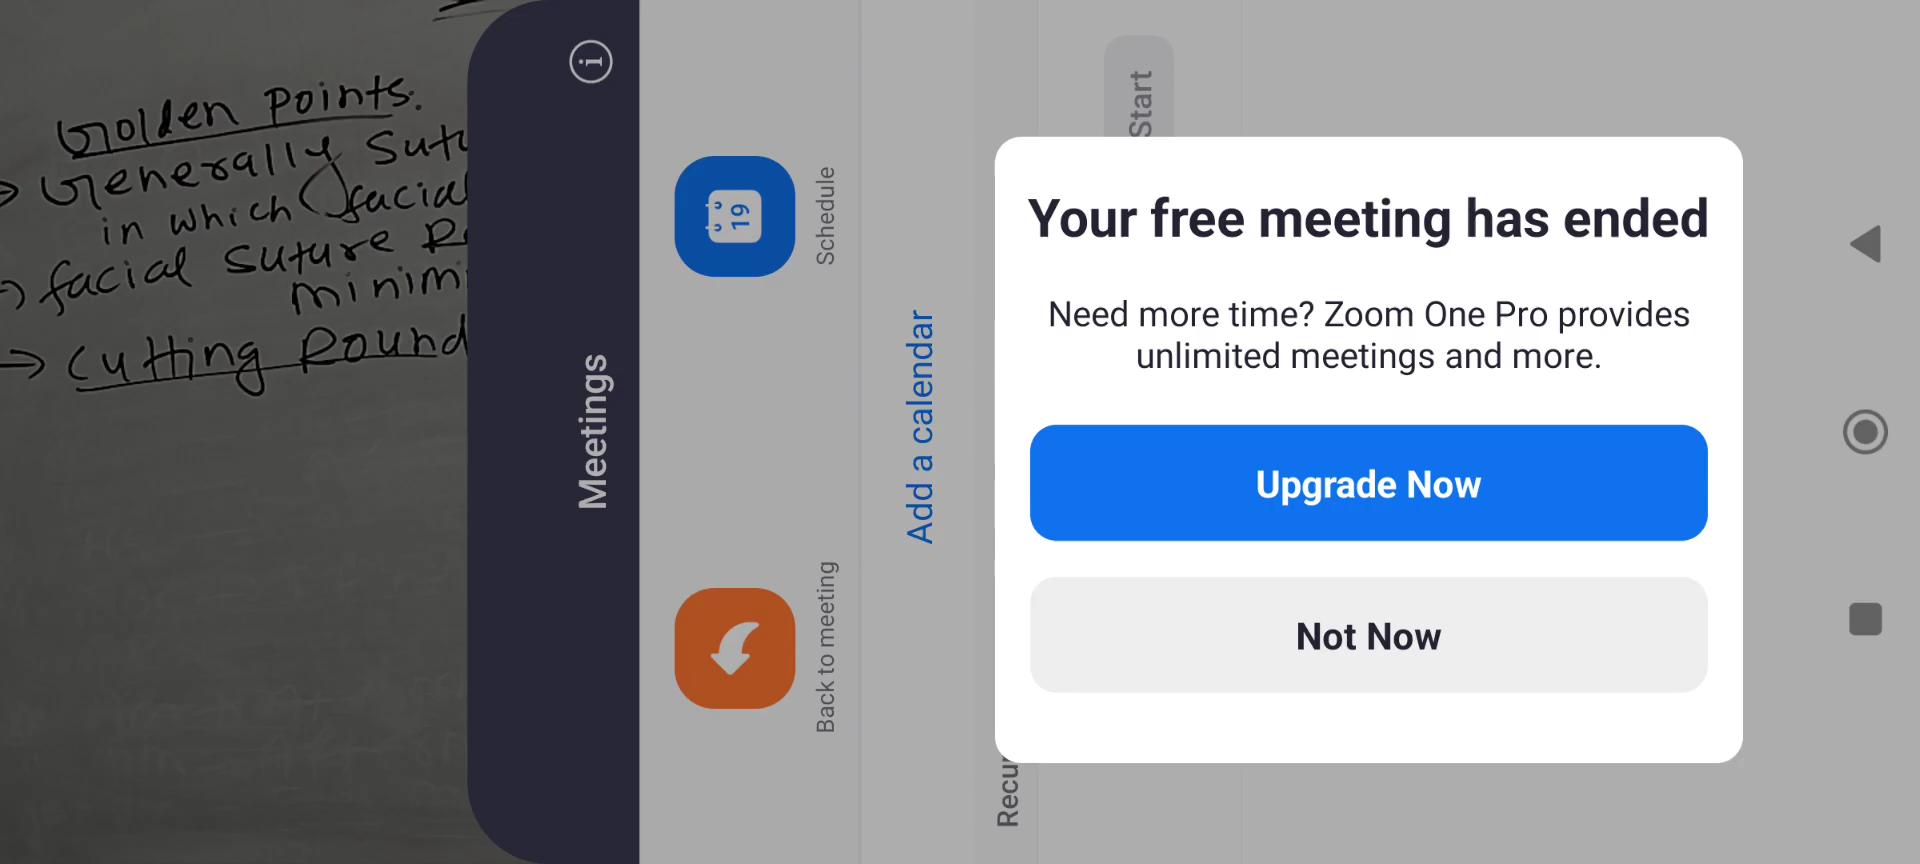 Golden Points.
Generally
in which facial
facial Suture
Cutting Round
Meetings
19
Schedule
Back to meeting
Add a calendar
Start
Your free meeting has ended
Need more time? Zoom One Pro provides
unlimited meetings and more.
Upgrade Now
Not Now